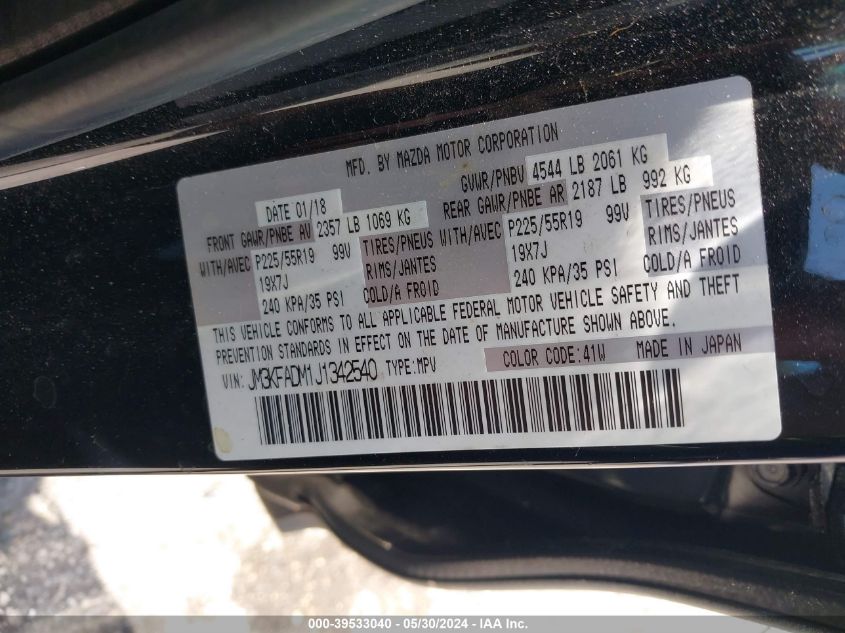 MFD. BY MAZDA MOTOR CORPORATION
DATE 01/18
GVWR/PNBV 4544 LB 2061 KG
FRONT GAWR/PNBE AV 2357 LB 1069 KG
REAR GAWR/PNBE AR 2187 LB 992 KG
WITH/AVEC P225/55R19 99V TIRES/PNEUS
19X7J RIMS/JANTES
240 KPA/35 PSI COLD/A FROID
WITH/AVEC P225/55R19 99V TIRES/PNEUS
19X7J RIMS/JANTES
240 KPA/35 PSI COLD/A FROID
THIS VEHICLE CONFORMS TO ALL APPLICABLE FEDERAL MOTOR VEHICLE SAFETY AND THEFT
PREVENTION STANDARDS IN EFFECT ON THE DATE OF MANUFACTURE SHOWN ABOVE.
VIN: JM3KFADM1J1342540 TYPE:MPV COLOR CODE:41W MADE IN JAPAN
000-39533040 - 05/30/2024 - IAA Inc.